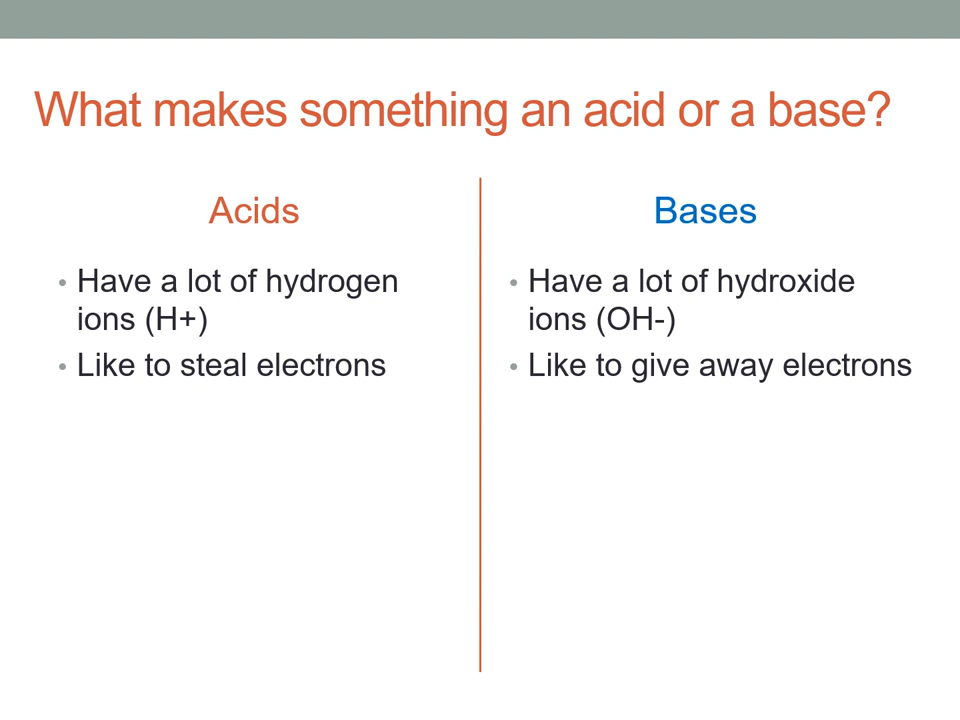 What makes something an acid or a base?
Acids
• Have a lot of hydrogen
ions (H+)
• Like to steal electrons
Bases
• Have a lot of hydroxide
ions (OH-)
• Like to give away electrons